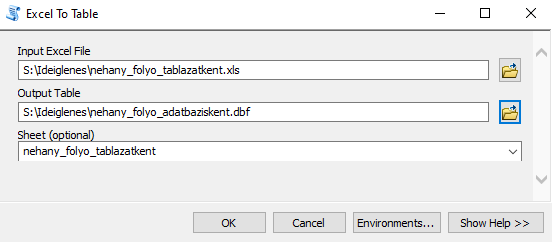 Excel To Table
Input Excel File
S:\Ideiglenes\nehany_folyo_tablazatkent.xls
Output Table
S:\Ideiglenes\nehany_folyo_adatbaziskent.dbf
Sheet (optional)
nehany_folyo_tablazatkent
OK Cancel Environments... Show Help >>